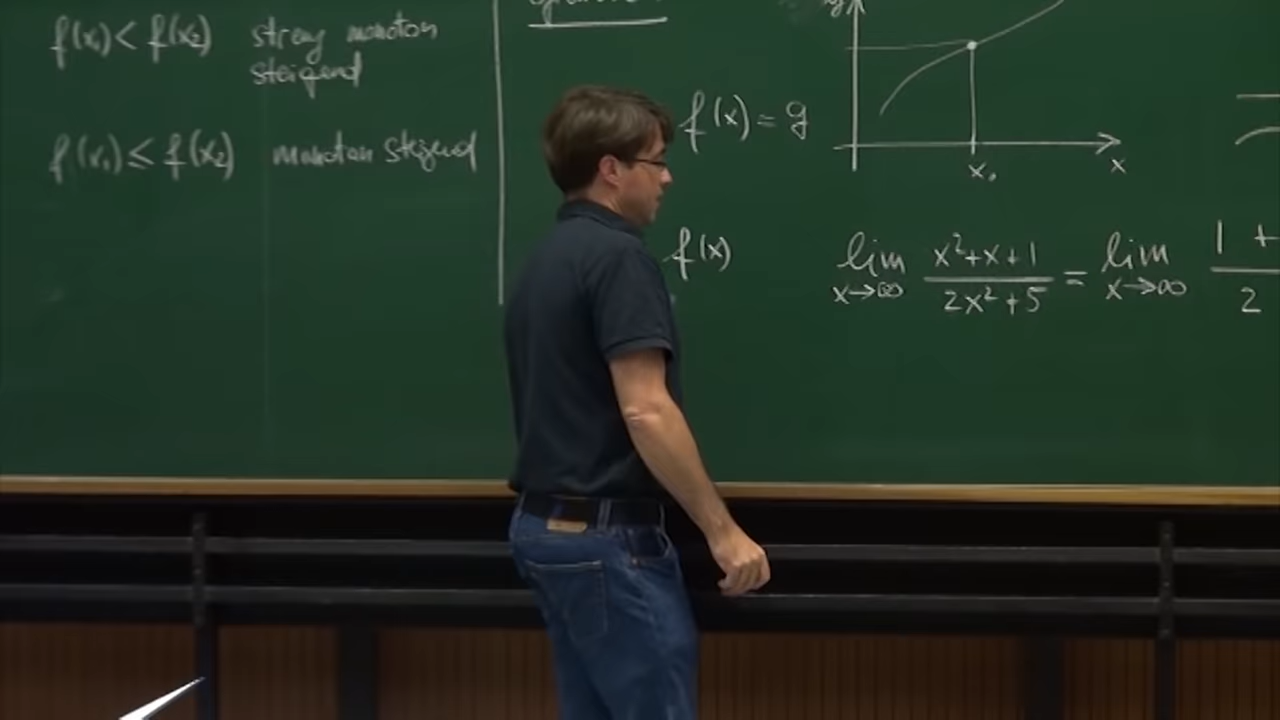 f(x₁) < f(x₂) streng monoton
steigend
f(x₁) ≤ f(x₂) monoton steigend
f(x) = g
f(x)
y
x₀
x
lim x→∞ x²+x+1 / 2x²+5 = lim x→∞ 1 + / 2